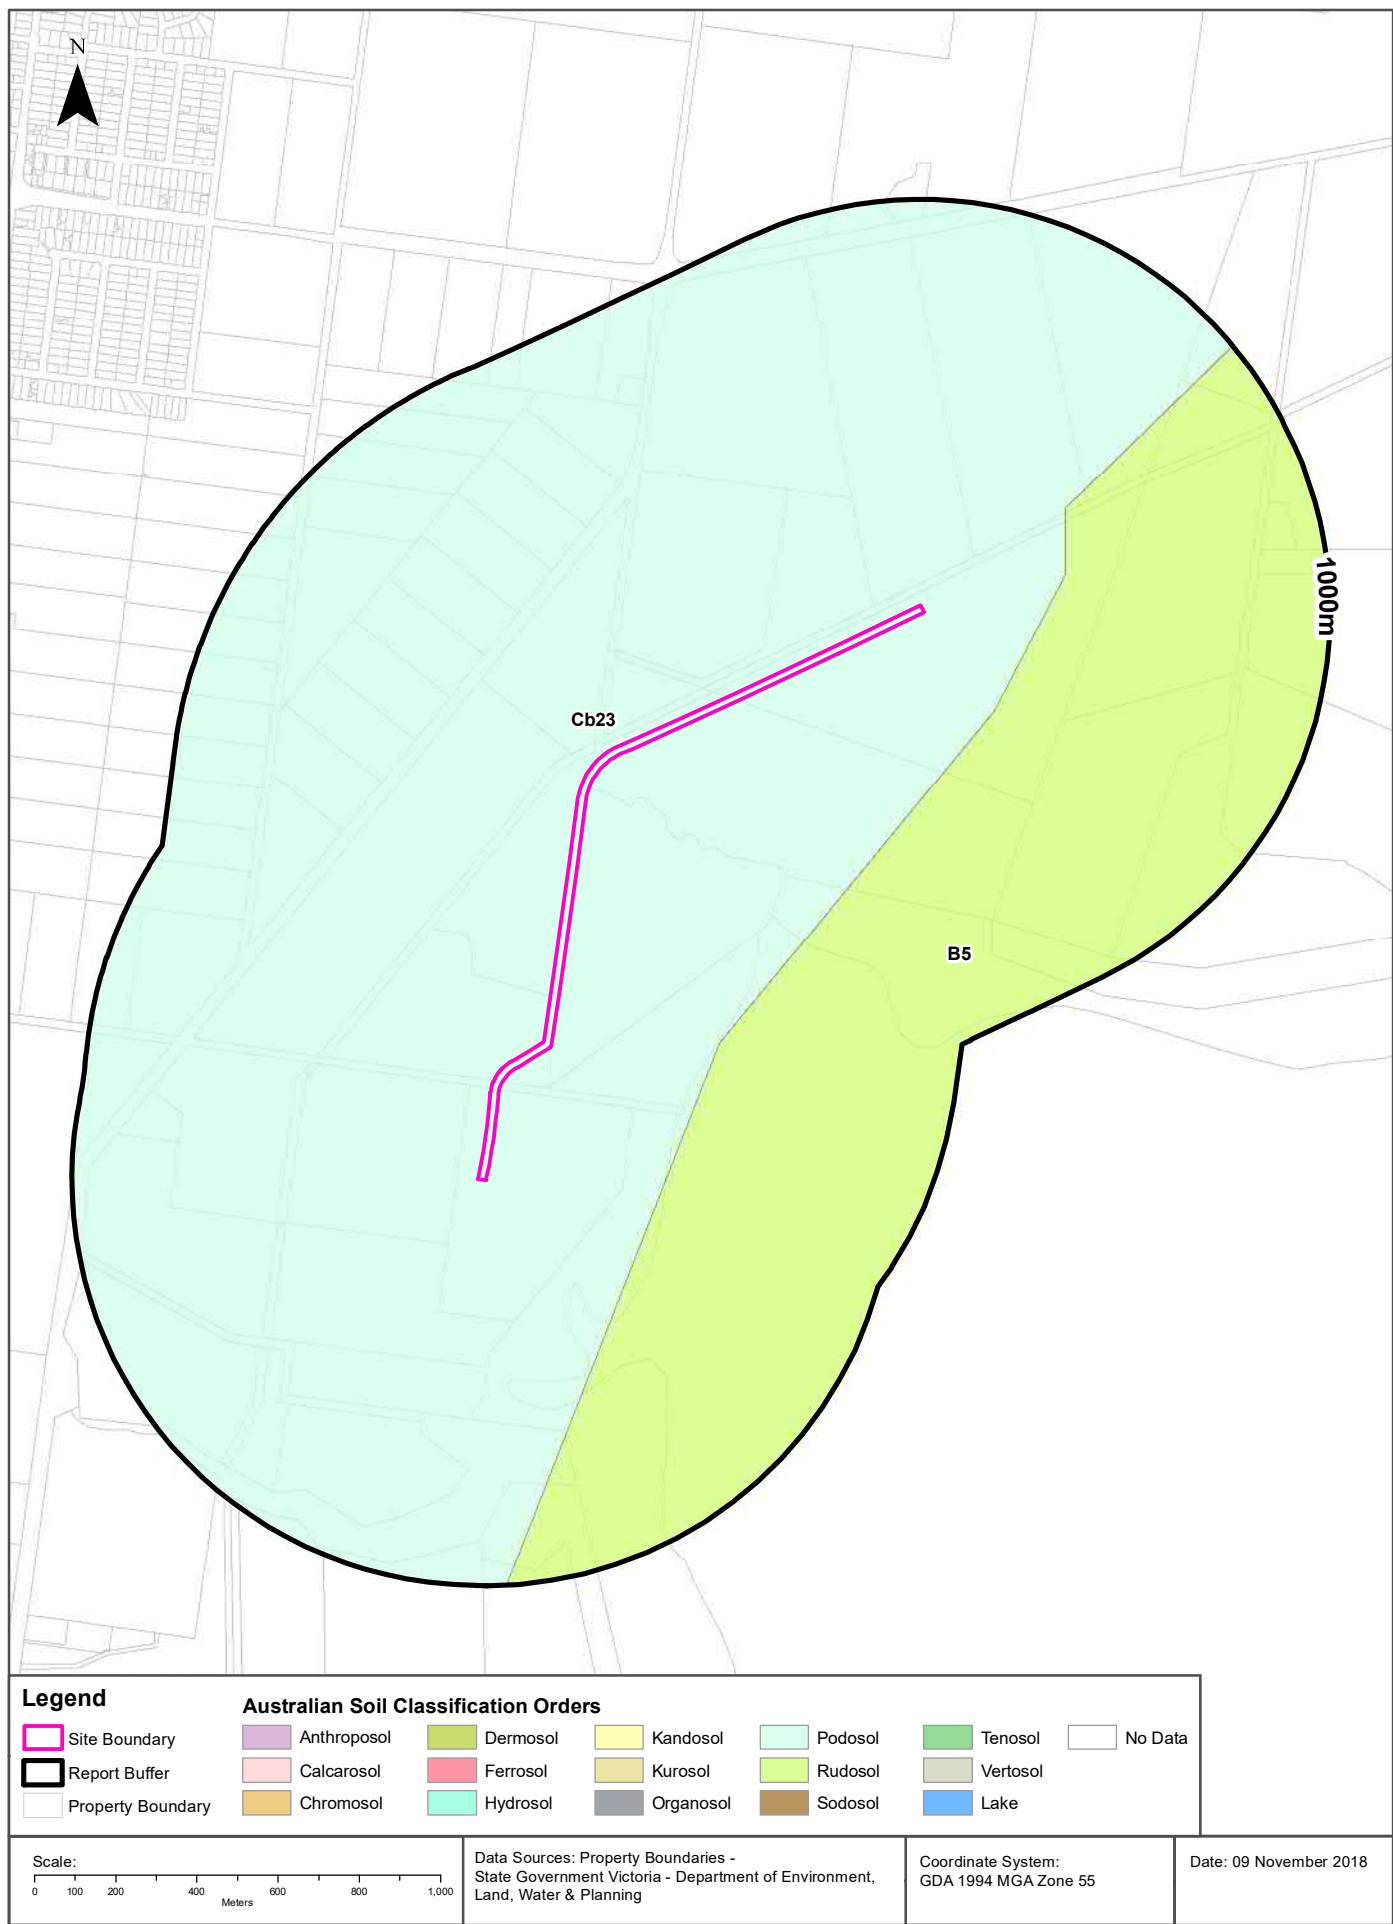 N
1000m
Cb23
B5
Legend
Site Boundary
Report Buffer
Property Boundary
Australian Soil Classification Orders
Anthroposol
Dermosol
Kandosol
Podosol
Tenosol
No Data
Calcarosol
Ferrosol
Kurosol
Rudosol
Vertosol
Chromosol
Hydrosol
Organosol
Sodosol
Lake
Scale:
0 100 200 400 600 800 1,000
Meters
Data Sources: Property Boundaries -
State Government Victoria - Department of Environment,
Land, Water & Planning
Coordinate System:
GDA 1994 MGA Zone 55
Date: 09 November 2018